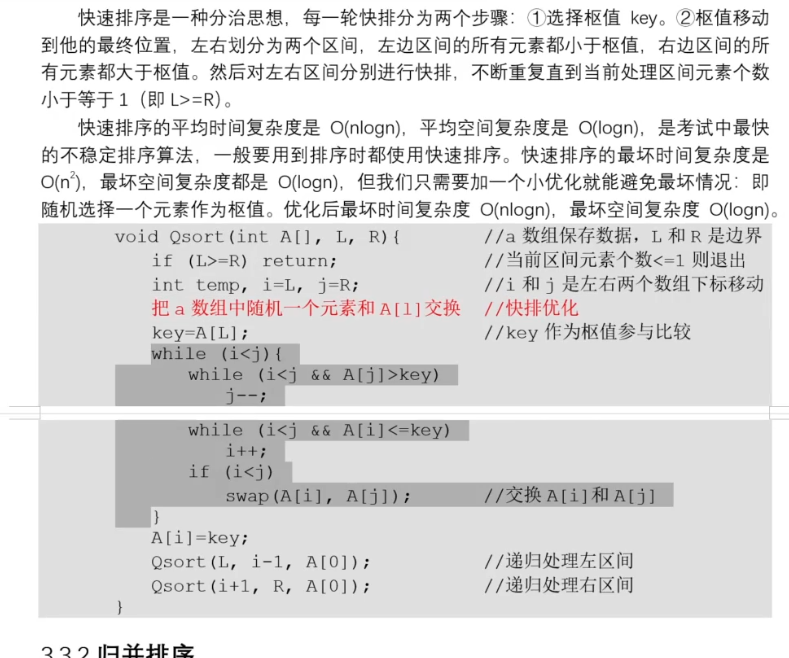 快速排序是一种分治思想，每一轮快排分为两个步骤：①选择枢值 key。②枢值移动
到他的最终位置，左右划分为两个区间，左边区间的所有元素都小于枢值，右边区间的所
有元素都大于枢值。然后对左右区间分别进行快排，不断重复直到当前处理区间元素个数
小于等于 1（即 L>=R）。
快速排序的平均时间复杂度是 O(nlogn)，平均空间复杂度是 O(logn)，是考试中最快
的不稳定排序算法，一般要用到排序时都使用快速排序。快速排序的最坏时间复杂度是
O(n²)，最坏空间复杂度都是 O(logn)，但我们只需要加一个小优化就能避免最坏情况：即
随机选择一个元素作为枢值。优化后最坏时间复杂度 O(nlogn)，最坏空间复杂度 O(logn)。
void Qsort(int A[], L, R){ //a 数组保存数据，L 和 R 是边界
if (L>=R) return; //当前区间元素个数<=1 则退出
int temp, i=L, j=R; //i 和 j 是左右两个数组下标移动
把 a 数组中随机一个元素和 A[l]交换 //快排优化
key=A[L]; //key 作为枢值参与比较
while (i<j){
while (i<j && A[j]>key)
j--;
while (i<j && A[i]<=key)
i++;
if (i<j)
swap(A[i], A[j]); //交换 A[i]和 A[j]
}
A[i]=key;
Qsort(L, i-1, A[0]); //递归处理左区间
Qsort(i+1, R, A[0]); //递归处理右区间
}
3.3.2 归并排序